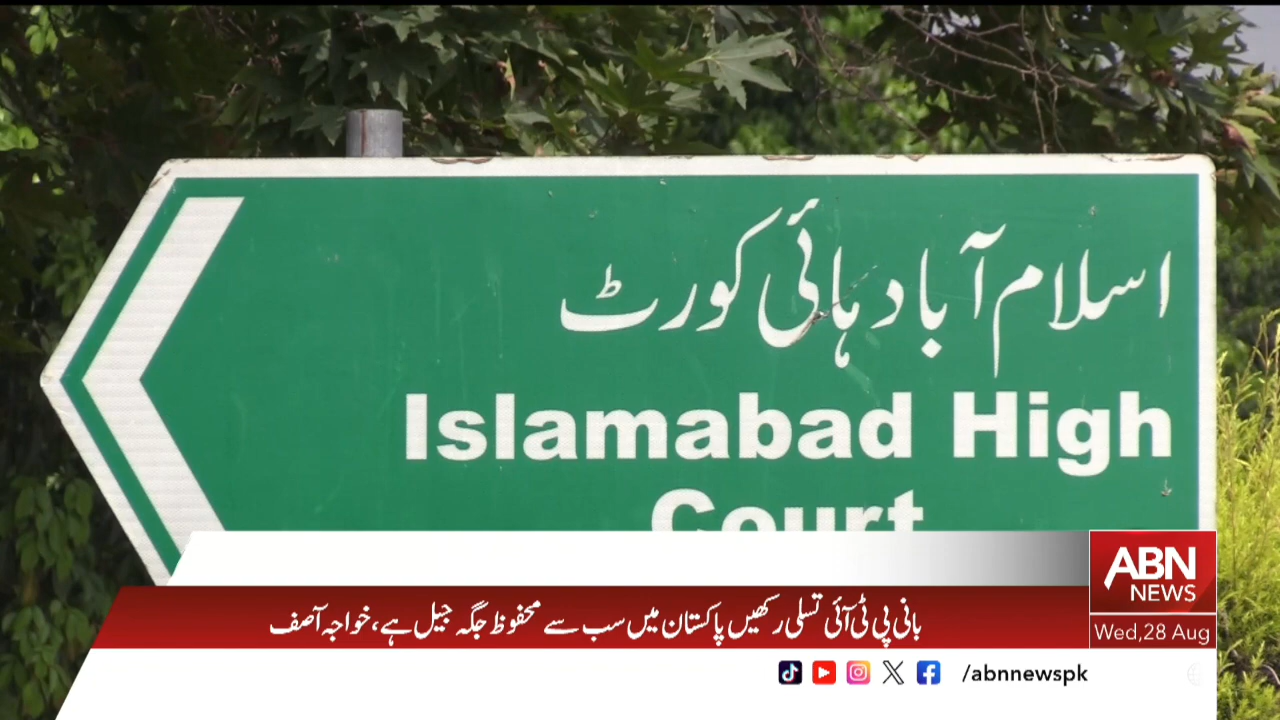 اسلام آباد ہائی کورٹ
Islamabad High
Court
ABN
NEWS
بانی پی ٹی آئی تسلی رکھیں پاکستان میں سب سے محفوظ جگہ جیل ہے، خواجہ آصف
Wed,28 Aug
/abnnewspk